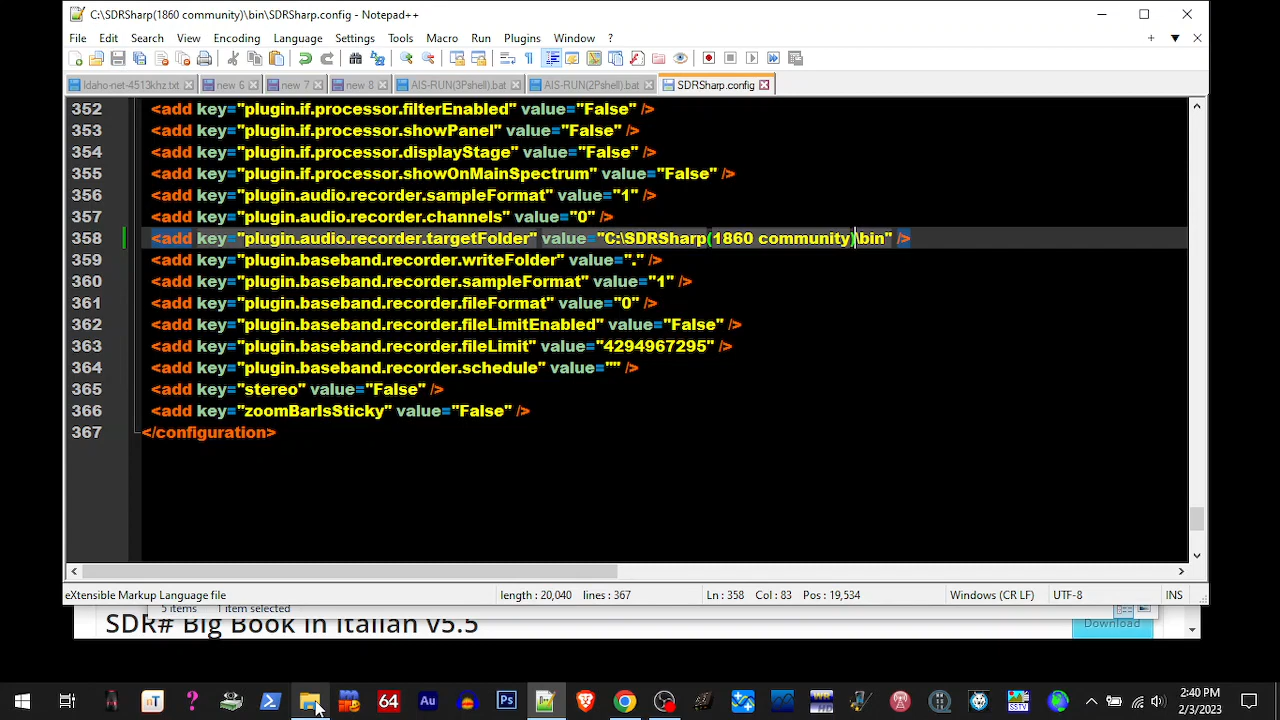 C:\SDRSharp(1860 community)\bin\SDRSharp.config - Notepad++
File Edit Search View Encoding Language Settings Tools Macro Run Plugins Window ?
Idaho-net-4513khz.txt new 6 new 7 new 8 AIS-RUN(3Pshell).bat AIS-RUN(2Pshell).bat SDRSharp.config
352 <add key="plugin.if.processor.filterEnabled" value="False" />
353 <add key="plugin.if.processor.showPanel" value="False" />
354 <add key="plugin.if.processor.displayStage" value="False" />
355 <add key="plugin.if.processor.showOnMainSpectrum" value="False" />
356 <add key="plugin.audio.recorder.sampleFormat" value="1" />
357 <add key="plugin.audio.recorder.channels" value="0" />
358 <add key="plugin.audio.recorder.targetFolder" value="C:\SDRSharp(1860 community)\bin" />
359 <add key="plugin.baseband.recorder.writeFolder" value="." />
360 <add key="plugin.baseband.recorder.sampleFormat" value="1" />
361 <add key="plugin.baseband.recorder.fileFormat" value="0" />
362 <add key="plugin.baseband.recorder.fileLimitEnabled" value="False" />
363 <add key="plugin.baseband.recorder.fileLimit" value="4294967295" />
364 <add key="plugin.baseband.recorder.schedule" value="" />
365 <add key="stereo" value="False" />
366 <add key="zoomBarIsSticky" value="False" />
367 </configuration>
eXtensible Markup Language file length : 20,040 lines : 367 Ln : 358 Col : 83 Pos : 19,534 Windows (CR LF) UTF-8 INS
5 items 1 item selected
SDR# Big Book in Italian v5.5 Download
nT 64 Au Ps SSTV
2:40 PM
2/3/2023